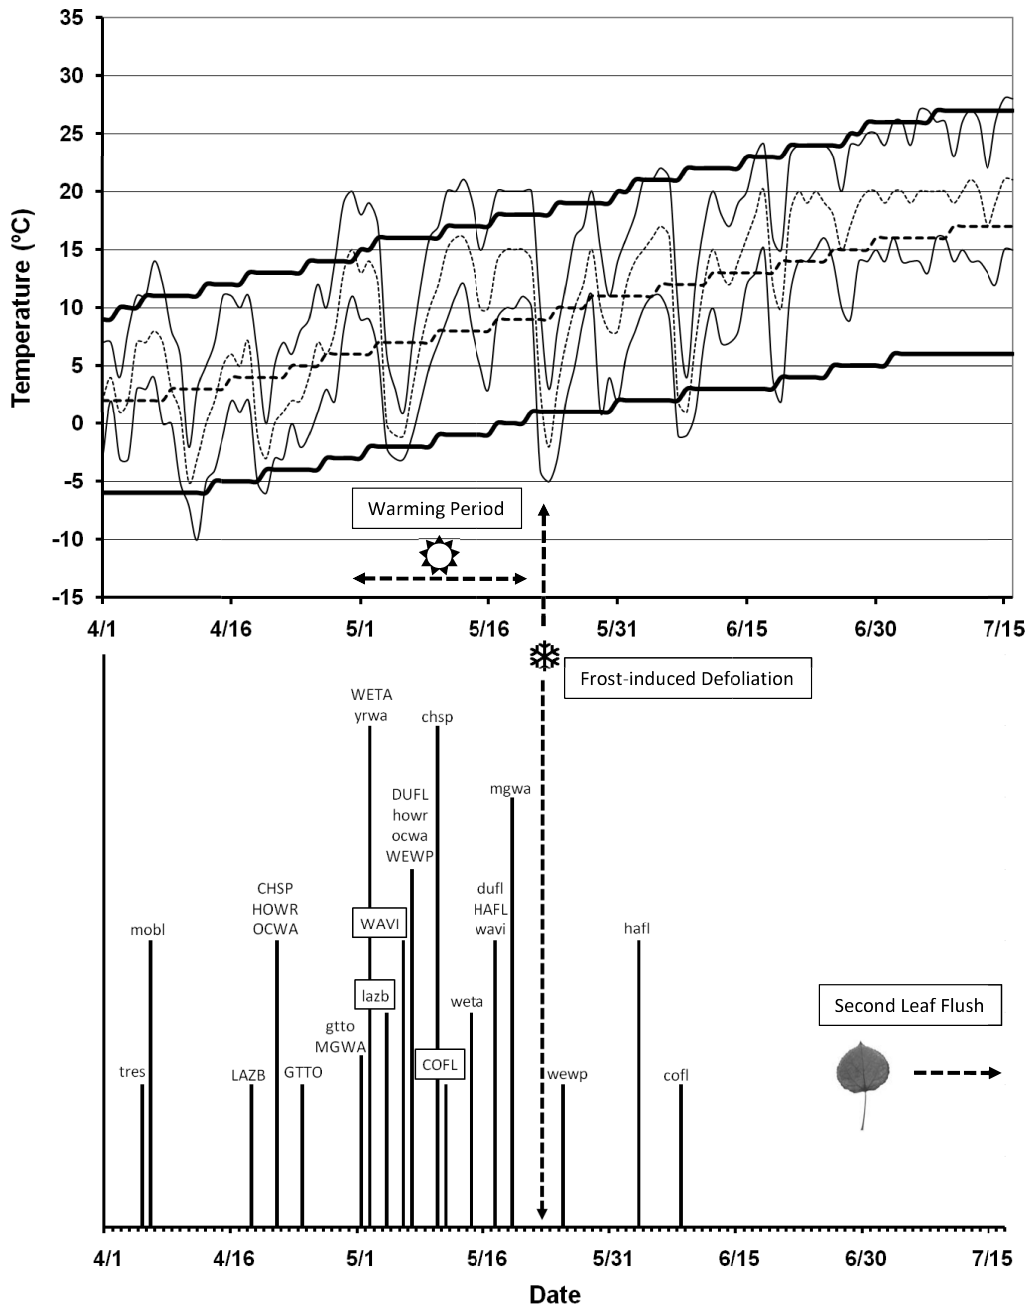 35
30
25
20
15
10
5
0
-5
-10
-15
Temperature (ºC)
Warming Period
4/1 4/16 5/1 5/16 5/31 6/15 6/30 7/15
Frost-induced Defoliation
WETA
yrwa
chsp
mgwa
DUFL
howr
ocwa
WEWP
CHSP
HOWR
OCWA
dufl
HAFL
wavi
mobl
WAVI
hafl
lazb
weta
Second Leaf Flush
gtto
MGWA
COFL
tres
LAZB
GTTO
wewp
cofl
4/1 4/16 5/1 5/16 5/31 6/15 6/30 7/15
Date